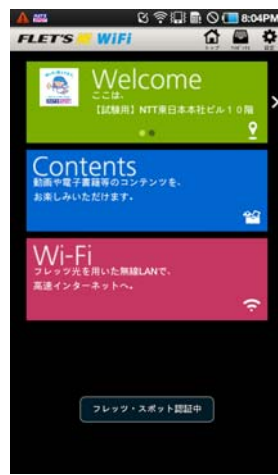 8:04PM
FLET'S WiFi
Welcome
ここは、
【試験用】NTT東日本本社ビル１０階
Contents
動画や電子書籍等のコンテンツを、
お楽しみいただけます。
Wi-Fi
フレッツ光を用いた無線LANで、
高速インターネットへ。
フレッツ・スポット認証中